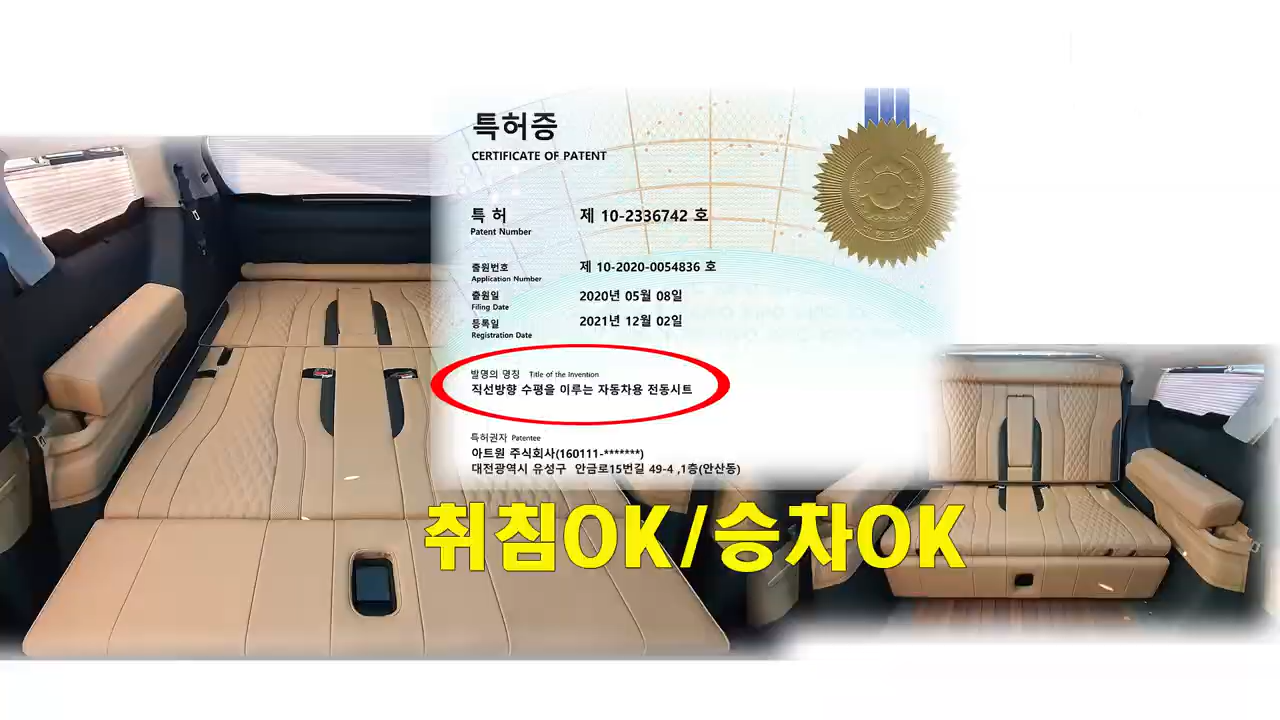 특허증
CERTIFICATE OF PATENT
특 허 제 10-2336742 호
Patent Number
출원번호 제 10-2020-0054836 호
Application Number
출원일 2020년 05월 08일
Filing Date
등록일 2021년 12월 02일
Registration Date
발명의 명칭 Title of the Invention
직선방향 수평을 이루는 자동차용 전동시트
특허권자 Patentee
아트원 주식회사(160111-*******)
대전광역시 유성구 안금로15번길 49-4 ,1층(안산동)
취침OK/승차OK